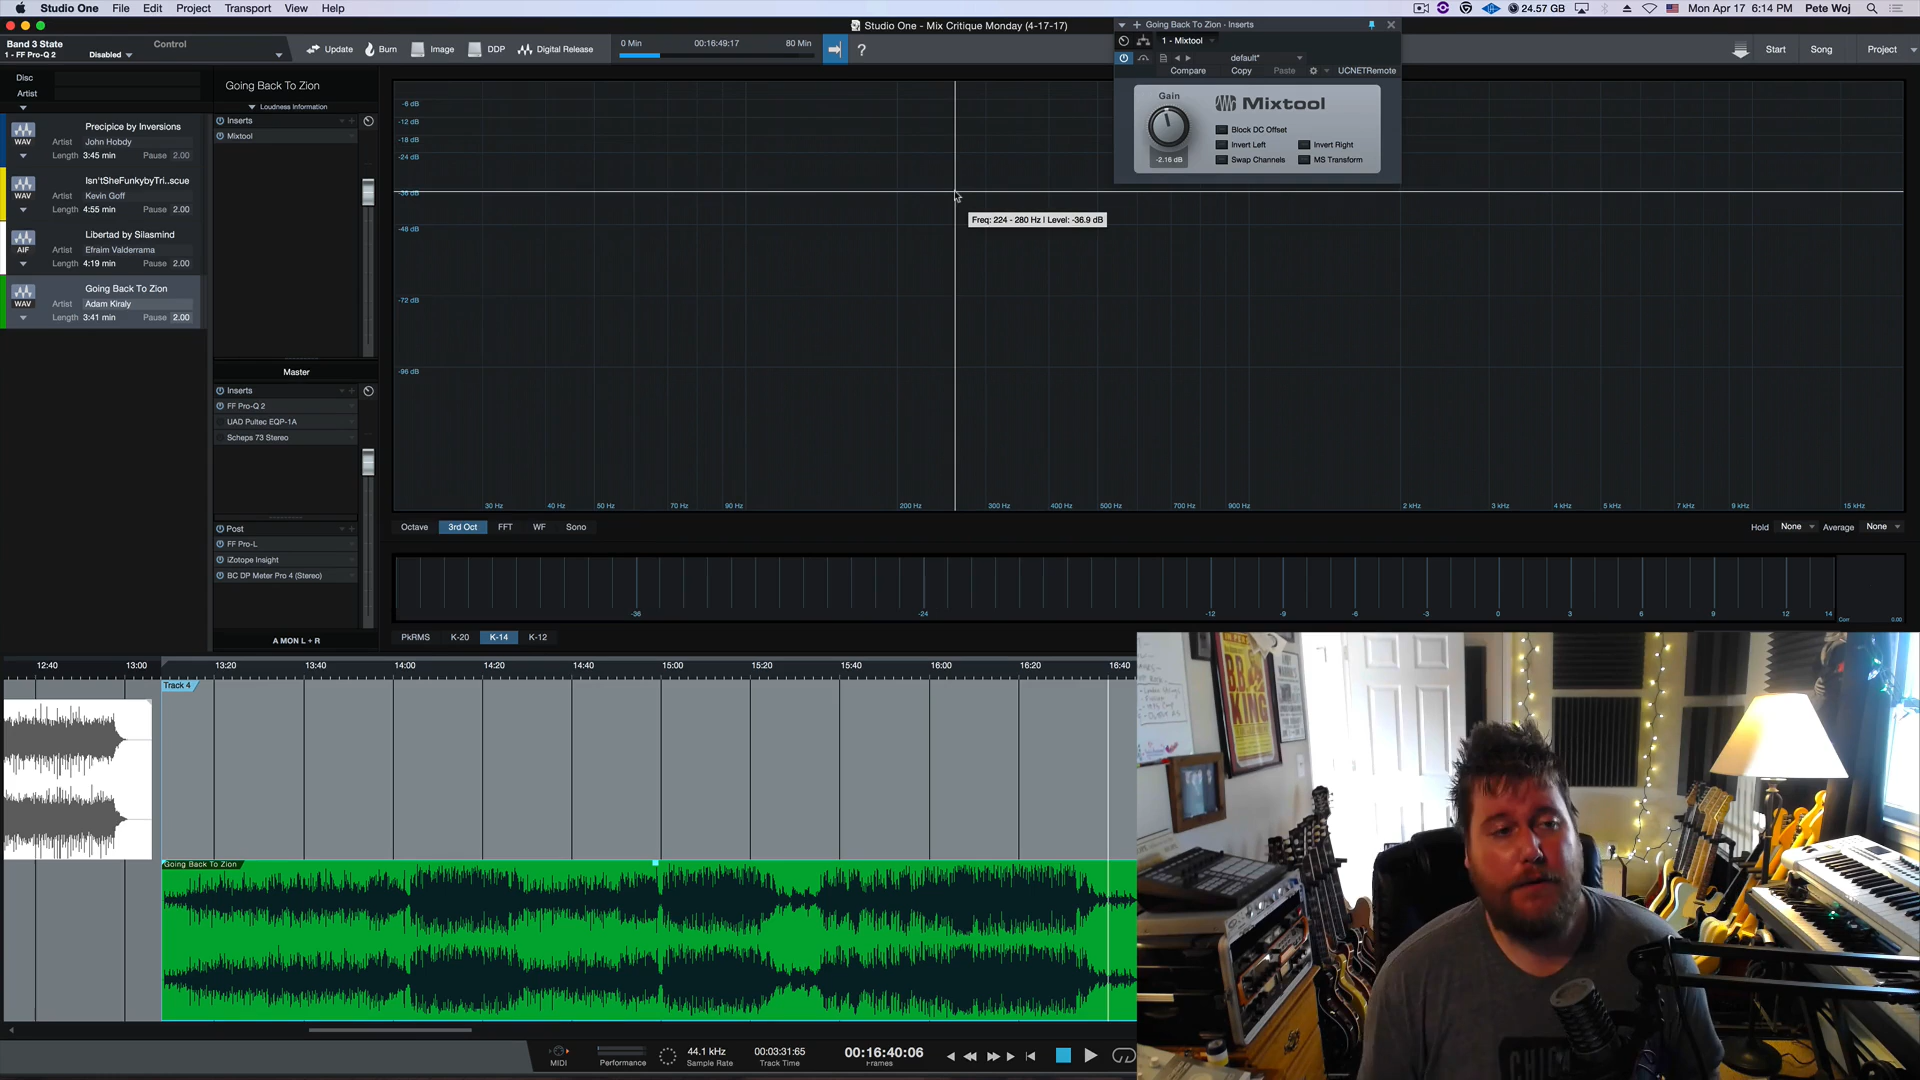 Studio One File Edit Project Transport View Help
24.57 GB Mon Apr 17 6:14 PM Pete Woj
Studio One - Mix Critique Monday (4-17-17)
Going Back To Zion - Inserts
Band 3 State
1 - FF Pro-Q 2 Disabled
Control
Update Burn Image DDP Digital Release
0 Min 00:16:49:17 80 Min
?
1 - Mixtool
default*
Compare Copy Paste UCNETRemote
Start Song Project
Disc
Artist
Going Back To Zion
Loudness Information
Inserts
Mixtool
Gain
-2.16 dB
Mixtool
Block DC Offset
Invert Left Invert Right
Swap Channels MS Transform
WAV
Precipice by Inversions
Artist John Hobdy
Length 3:45 min Pause 2.00
WAV
Isn'tSheFunkybyTri..scue
Artist Kevin Goff
Length 4:55 min Pause 2.00
AIF
Libertad by Silasmind
Artist Efraim Valderrama
Length 4:19 min Pause 2.00
WAV
Going Back To Zion
Artist Adam Kiraly
Length 3:41 min Pause 2.00
-6 dB
-12 dB
-18 dB
-24 dB
-36 dB
-48 dB
-72 dB
-96 dB
Freq: 224 - 280 Hz | Level: -36.9 dB
Master
Inserts
FF Pro-Q 2
UAD Pultec EQP-1A
Scheps 73 Stereo
Post
FF Pro-L
iZotope Insight
BC DP Meter Pro 4 (Stereo)
A MON L + R
30 Hz 40 Hz 50 Hz 70 Hz 90 Hz 200 Hz 300 Hz 400 Hz 500 Hz 700 Hz 900 Hz 2 kHz 3 kHz 4 kHz 5 kHz 7 kHz 9 kHz 15 kHz
Octave 3rd Oct FFT WF Sono
Hold None Average None
-36 -24 -12 -9 -6 -3 0 3 6 9 12 14
Corr 0.00
PkRMS K-20 K-14 K-12
12:40 13:00 13:20 13:40 14:00 14:20 14:40 15:00 15:20 15:40 16:00 16:20 16:40
Track 4
Going Back To Zion
B.B.
KING
CHIC
MIDI
Performance
44.1 kHz
Sample Rate
00:03:31:65
Track Time
00:16:40:06
Frames